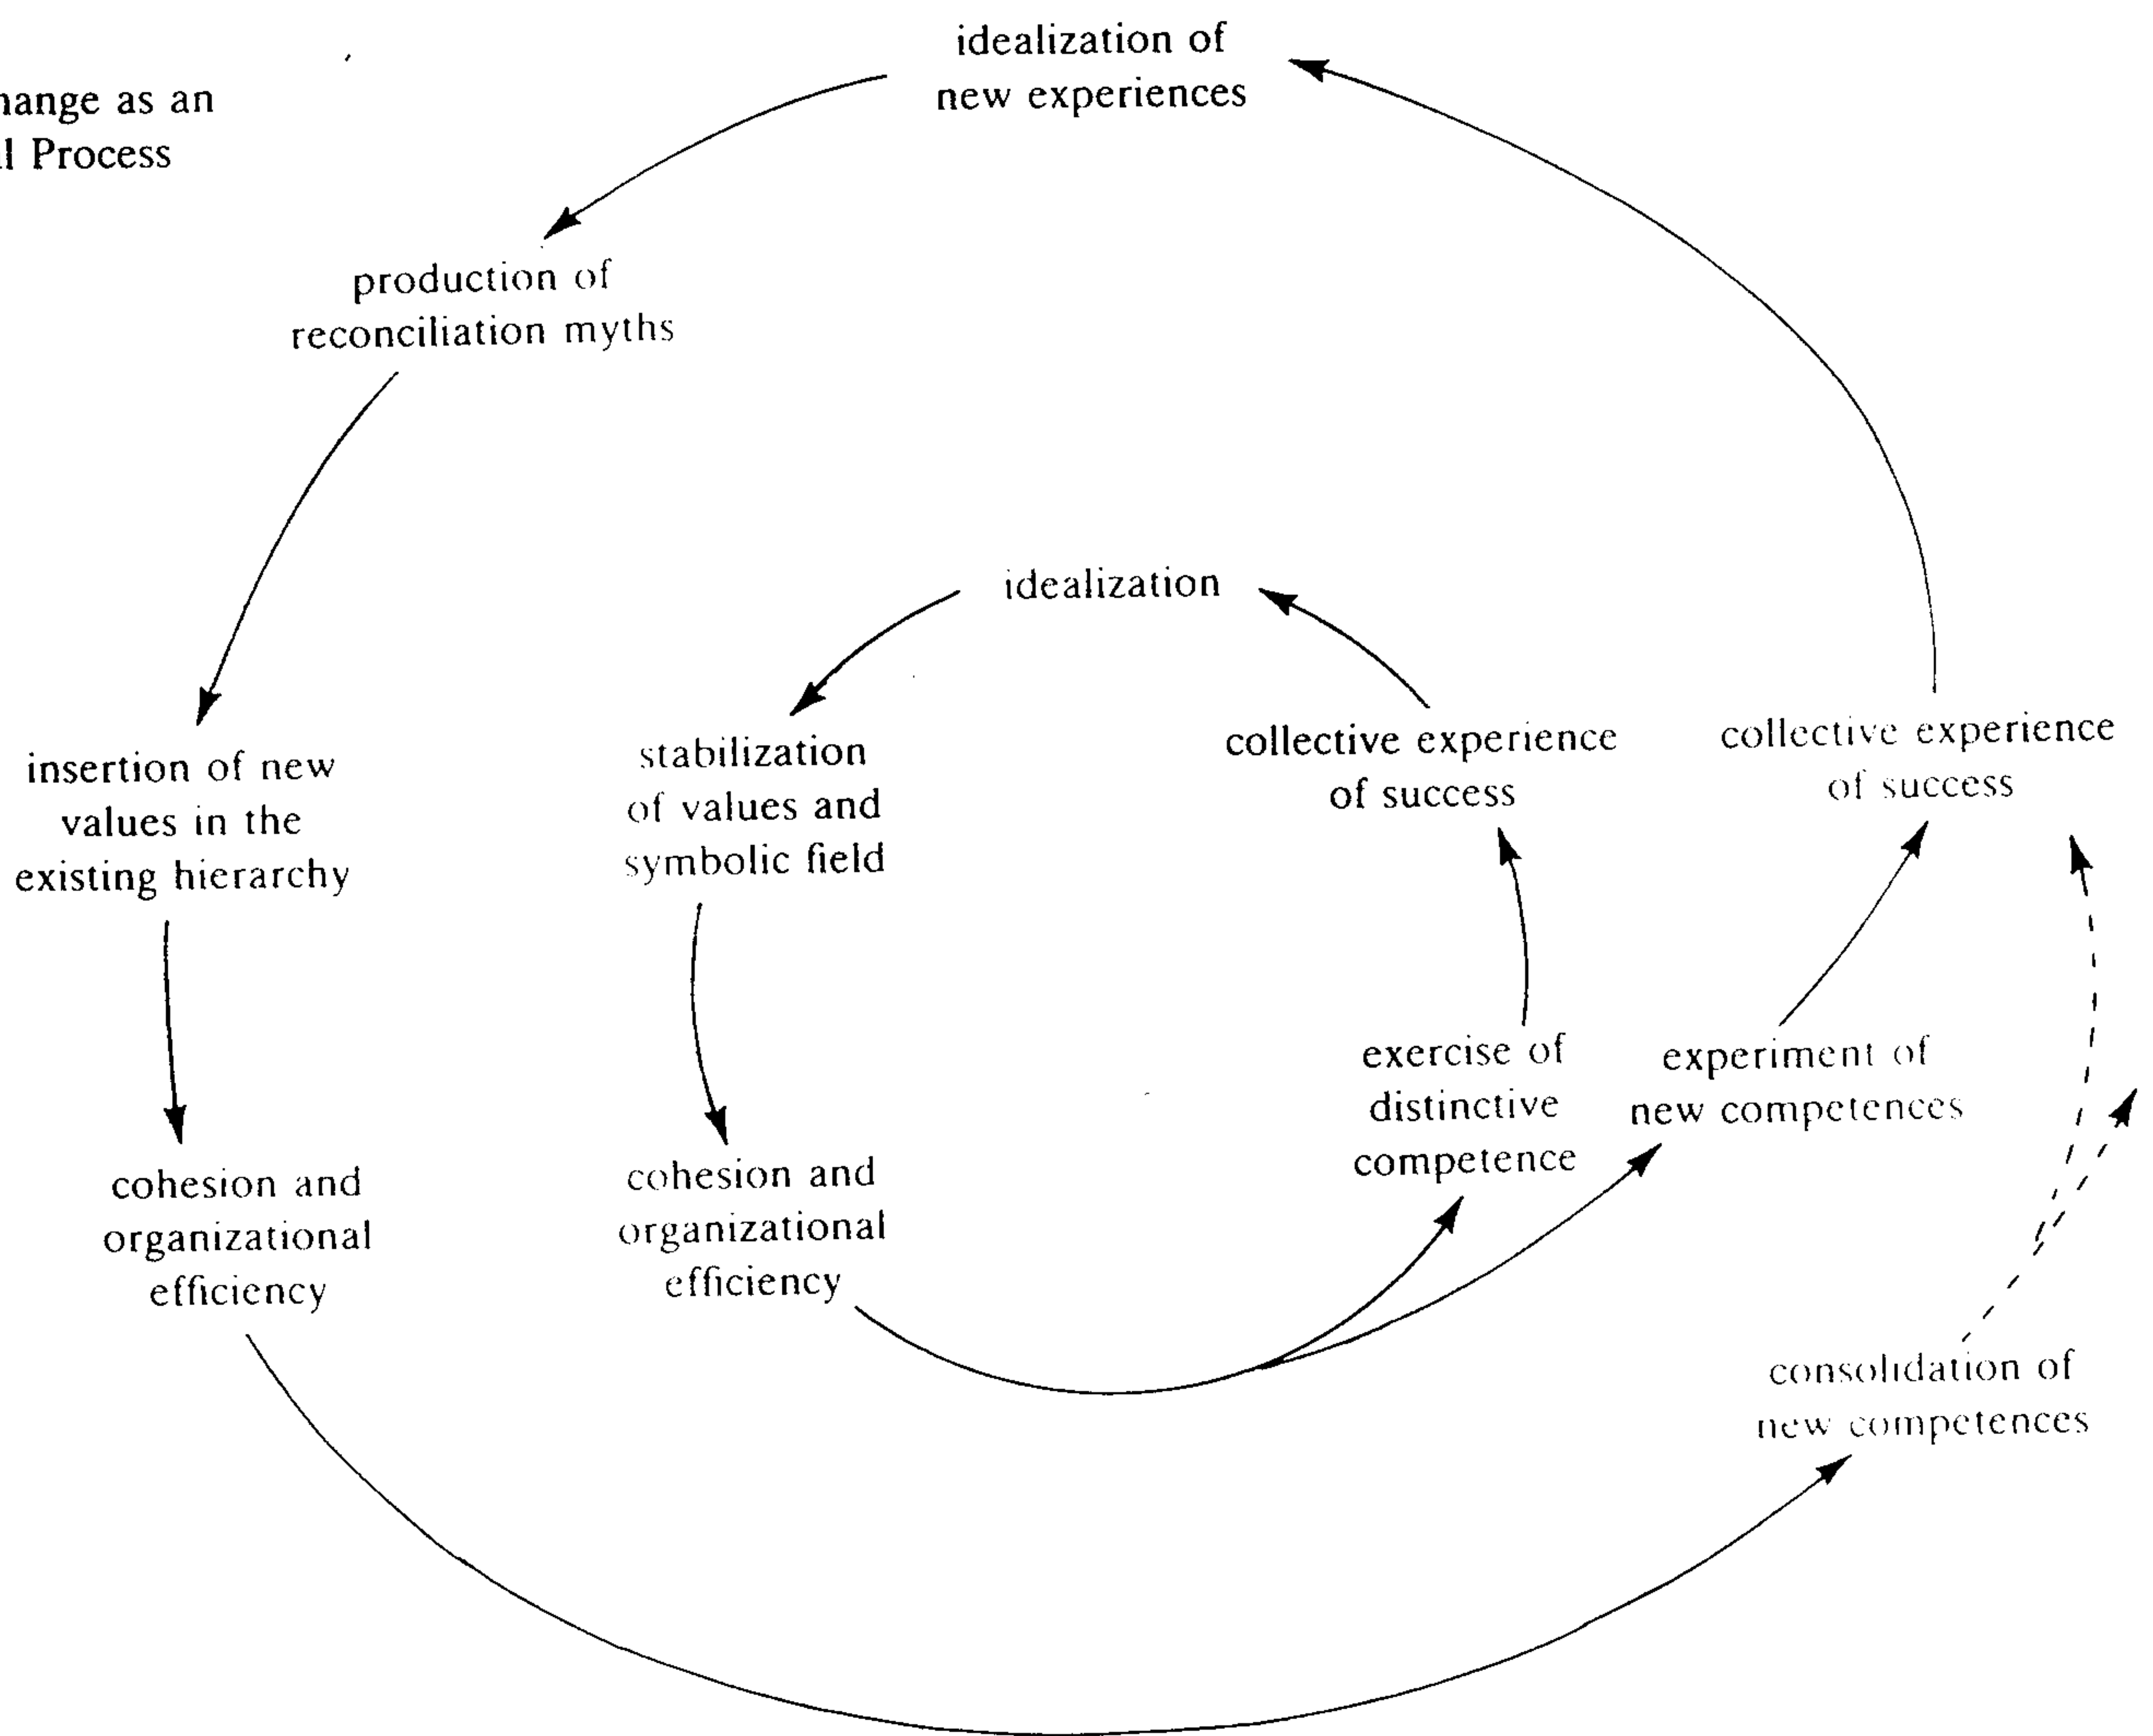 idealization of
new experiences
hange as an
l Process
production of
reconciliation myths
idealization
insertion of new
values in the
existing hierarchy
stabilization
of values and
symbolic field
collective experience
of success
collective experience
of success
cohesion and
organizational
efficiency
cohesion and
organizational
efficiency
exercise of
distinctive
competence
experiment of
new competences
consolidation of
new competences